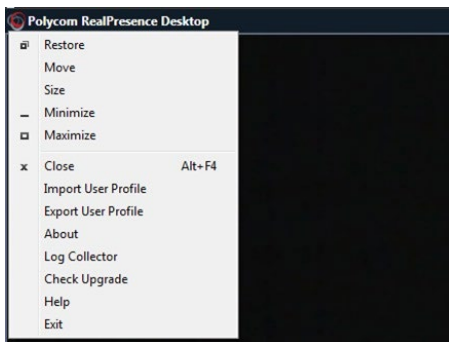 Polycom RealPresence Desktop
Restore
Move
Size
Minimize
Maximize
Close Alt+F4
Import User Profile
Export User Profile
About
Log Collector
Check Upgrade
Help
Exit